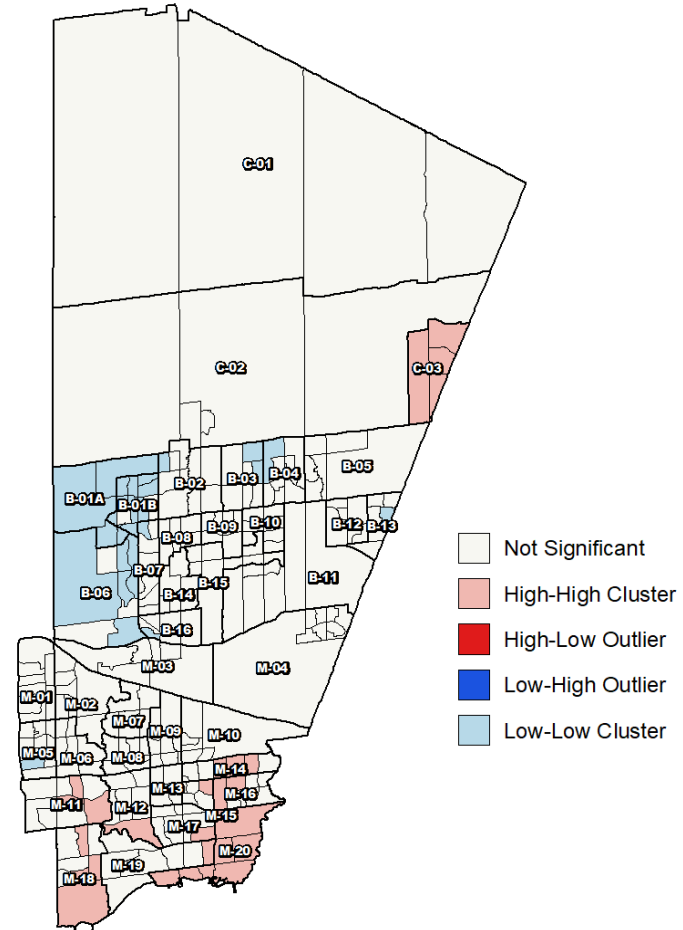 C-01
C-02
C-03
B-01A
B-01B
B-02
B-03
B-04
B-05
B-06
B-07
B-08
B-09
B-10
B-11
B-12
B-13
B-14
B-15
B-16
M-01
M-02
M-03
M-04
M-05
M-06
M-07
M-08
M-09
M-10
M-11
M-12
M-13
M-14
M-15
M-16
M-17
M-18
M-19
M-20
Not Significant
High-High Cluster
High-Low Outlier
Low-High Outlier
Low-Low Cluster